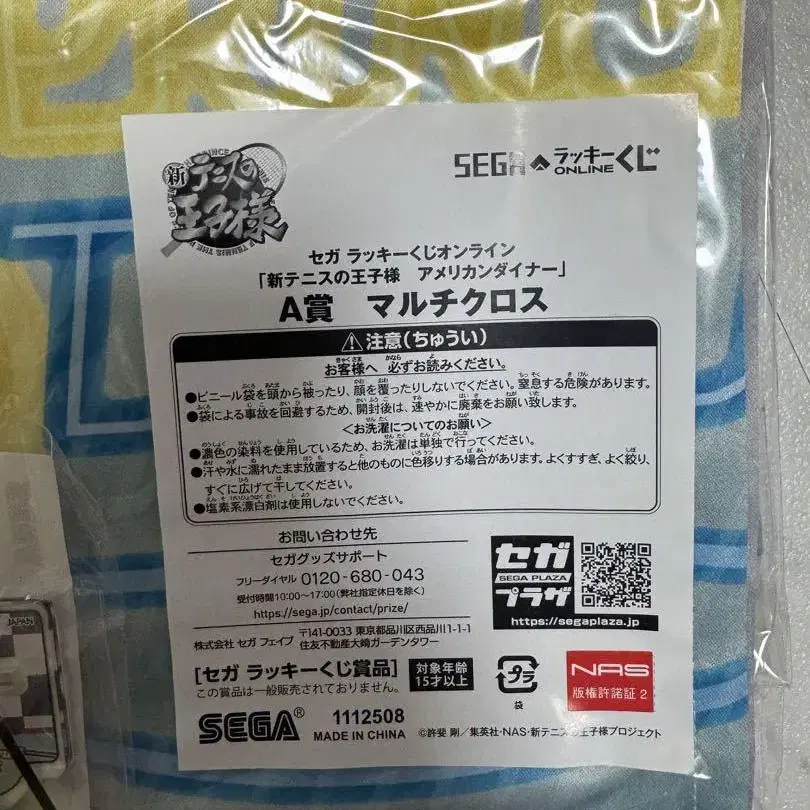 新テニスの王子様
SEGA ラッキーくじ
ONLINE
セガ ラッキーくじオンライン
「新テニスの王子様 アメリカンダイナー」
A賞 マルチクロス
注意(ちゅうい)
お客様へ 必ずお読みください。
●ビニール袋を頭から被ったり、顔を覆ったりしないでください。窒息する危険があります。
●袋による事故を回避するため、開封後は、速やかに廃棄をお願い致します。
<お洗濯についてのお願い>
●濃色の染料を使用しているため、お洗濯は単独で行ってください。
●汗や水に濡れたまま放置すると他のものに色移りする場合があります。よくすすぎ、よく絞り、
すぐに広げて干してください。
●塩素系漂白剤は使用しないでください。
お問い合わせ先
セガグッズサポート
フリーダイヤル 0120-680-043
受付時間10:00~17:00(弊社指定休日を除く)
https://sega.jp/contact/prize/
セガ
SEGA PLAZA
プラザ
https://segaplaza.jp/
株式会社 セガ フェイブ 〒141-0033 東京都品川区西品川1-1-1
住友不動産大崎ガーデンタワー
[セガ ラッキーくじ賞品]
この賞品は一般販売されておりません。
対象年齢
15才以上
プラ
袋
NAS
版権許諾証 2
SEGA® 1112508
MADE IN CHINA
©許斐 剛/集英社・NAS・新テニスの王子様プロジェクト
JAPAN